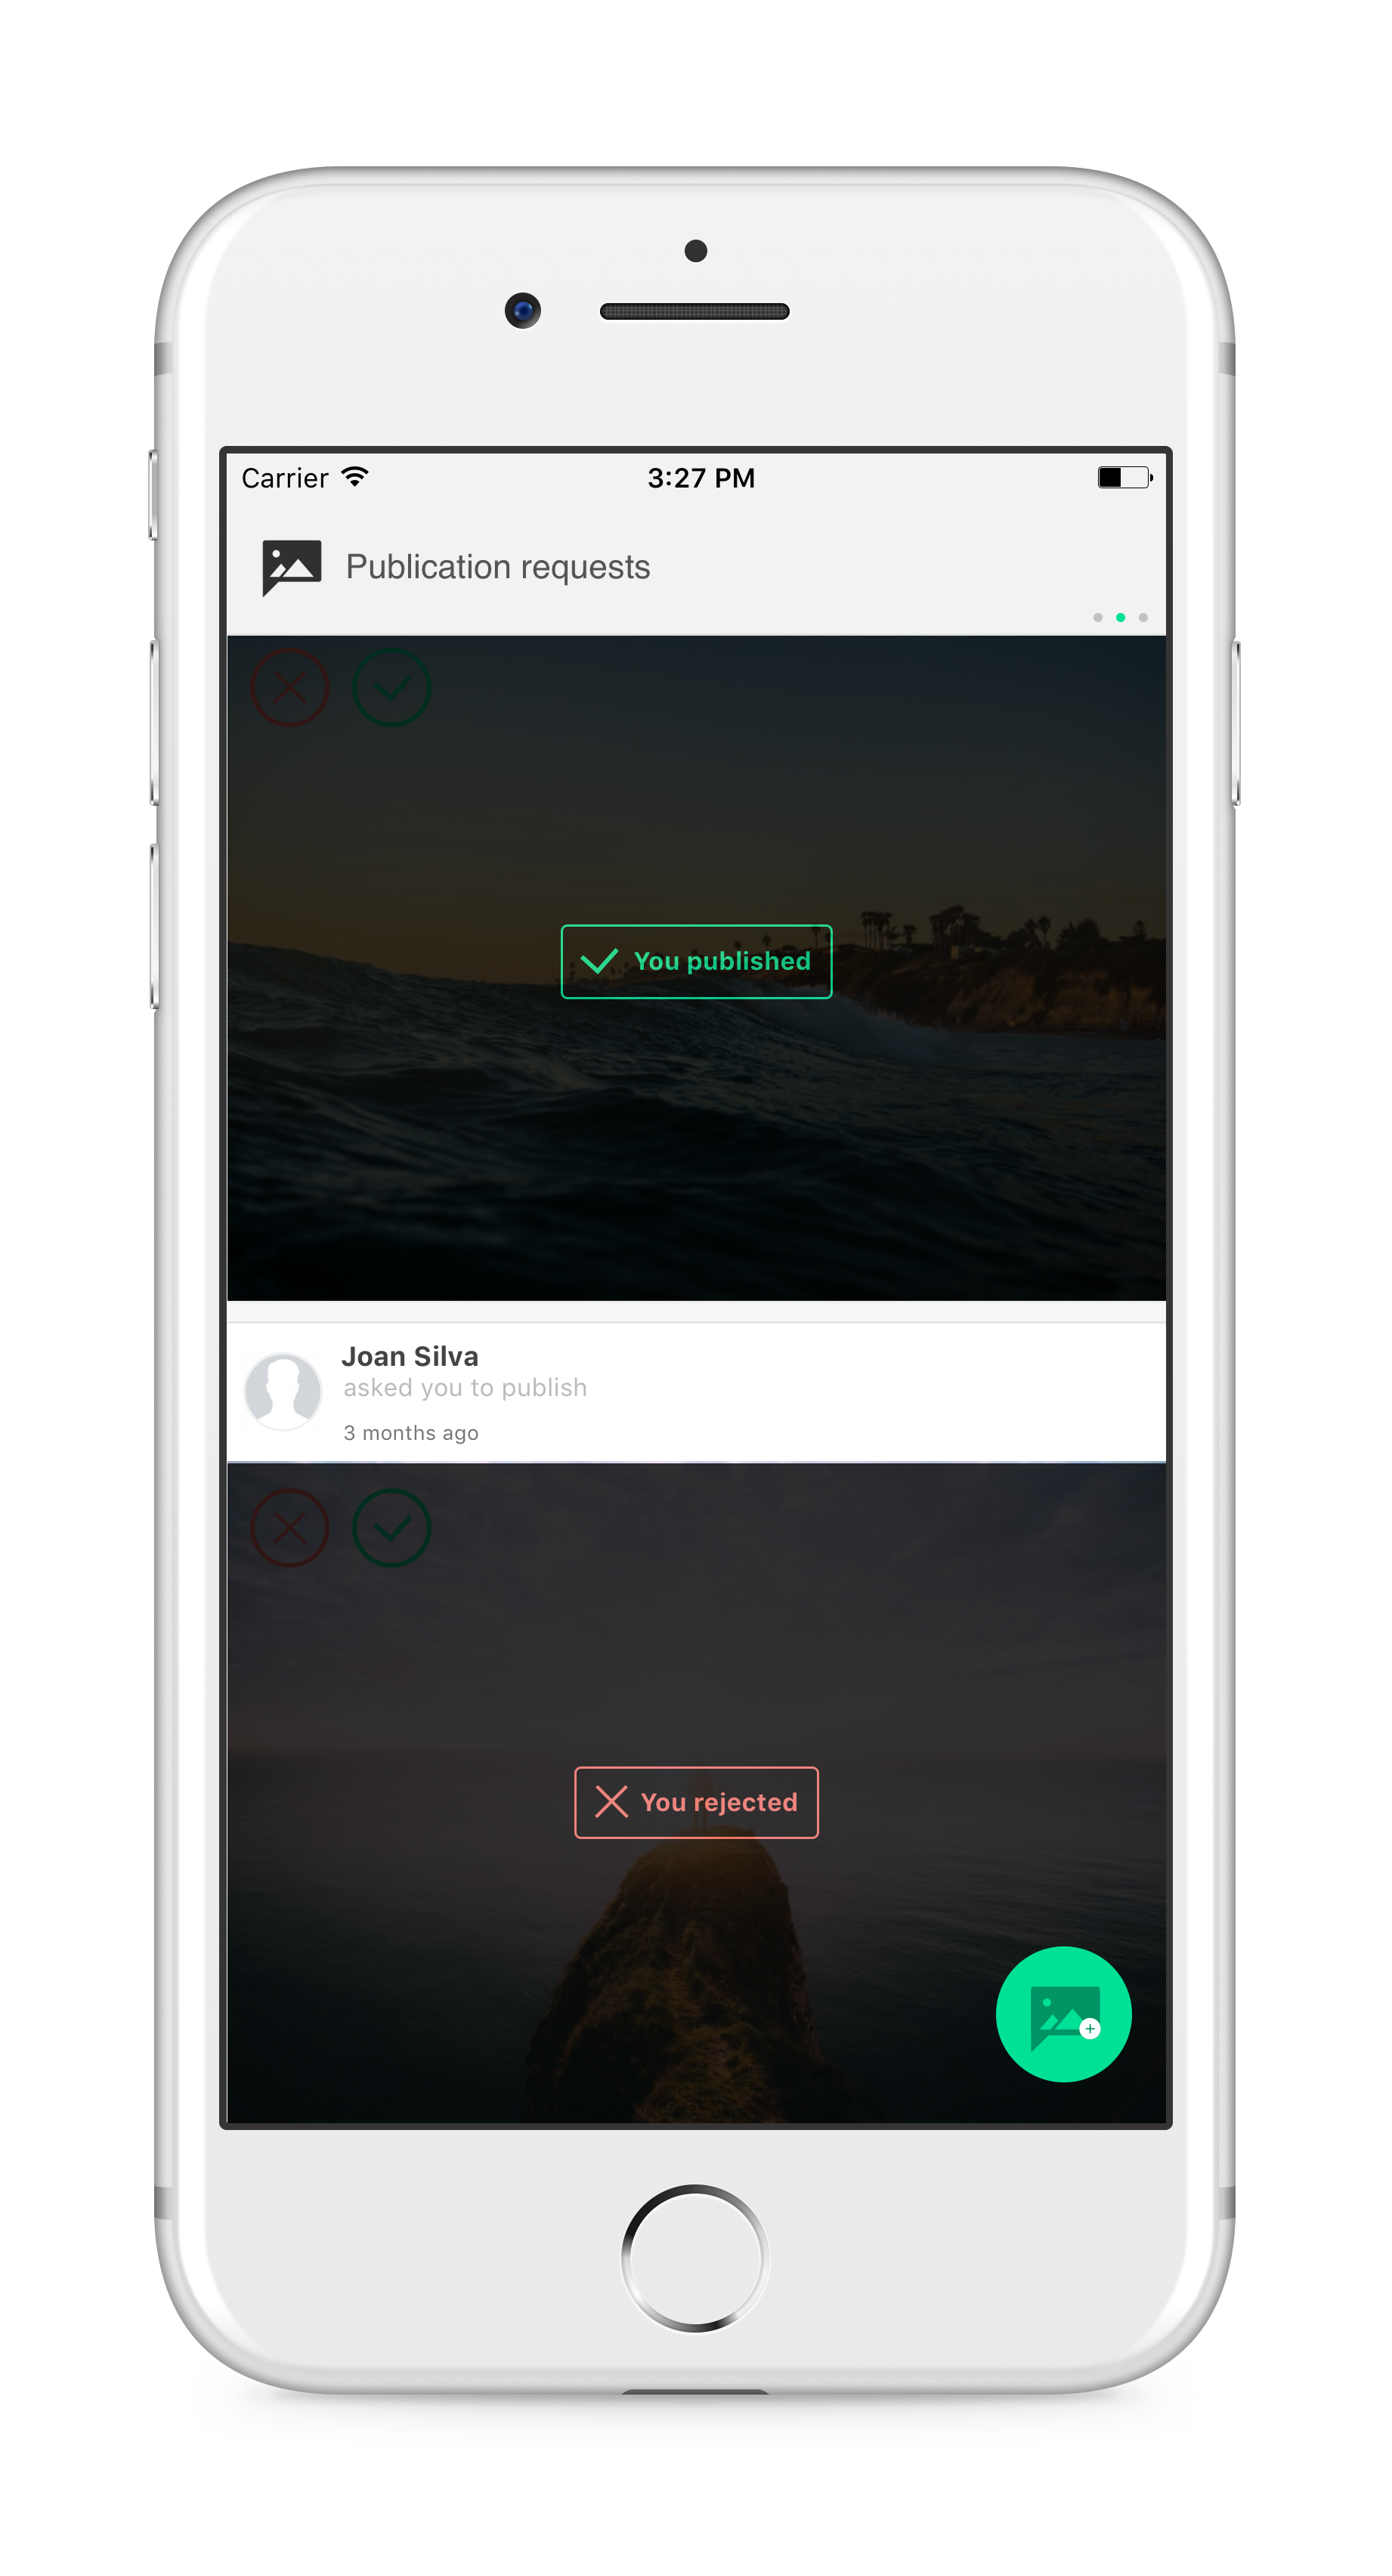 Carrier
3:27 PM
Publication requests
You published
Joan Silva
asked you to publish
3 months ago
You rejected